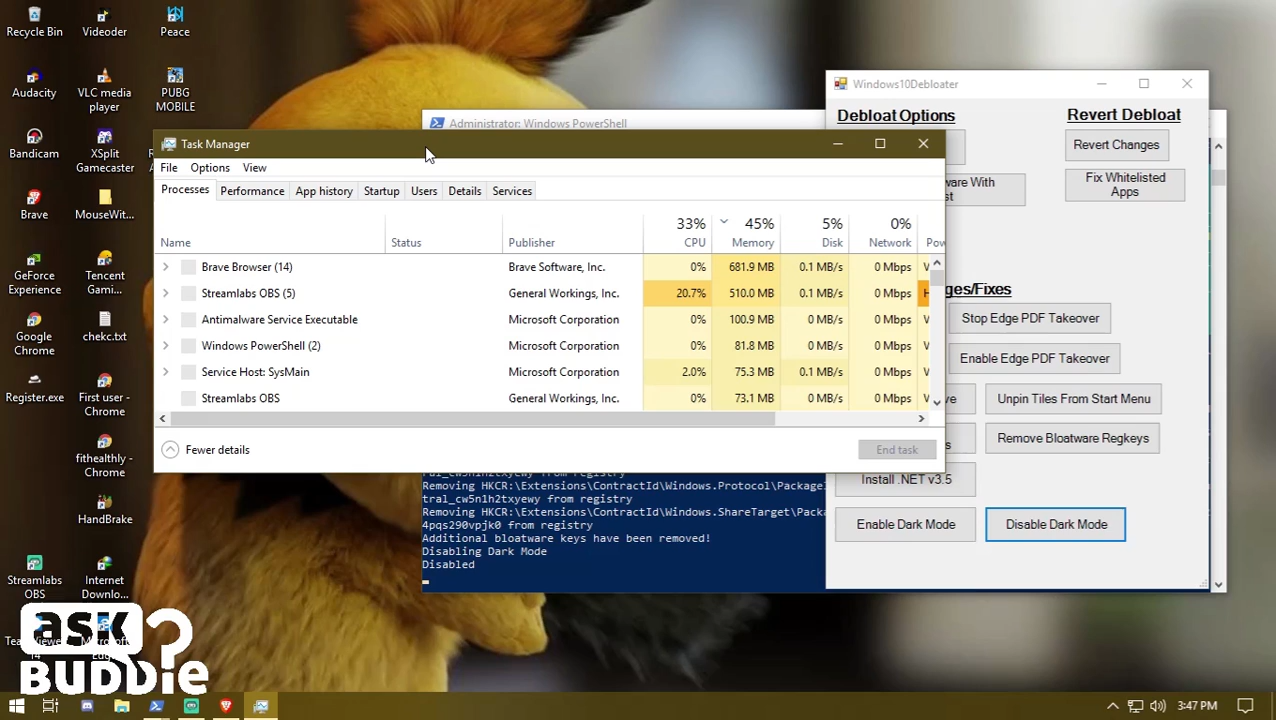 Recycle Bin
Videoder
Peace
Audacity
VLC media
player
PUBG
MOBILE
Bandicam
XSplit
Gamecaster
Brave
MouseWit...
GeForce
Experience
Tencent
Gami...
Google
Chrome
chekc.txt
Register.exe
First user -
Chrome
fithealthly -
Chrome
HandBrake
Streamlabs
OBS
Internet
Downlo...
ask
BuDDie
Administrator: Windows PowerShell
Task Manager
File Options View
Processes Performance App history Startup Users Details Services
33% 45% 5% 0%
Name Status Publisher CPU Memory Disk Network
Brave Browser (14) Brave Software, Inc. 0% 681.9 MB 0.1 MB/s 0 Mbps
Streamlabs OBS (5) General Workings, Inc. 20.7% 510.0 MB 0.1 MB/s 0 Mbps
Antimalware Service Executable Microsoft Corporation 0% 100.9 MB 0 MB/s 0 Mbps
Windows PowerShell (2) Microsoft Corporation 0% 81.8 MB 0 MB/s 0 Mbps
Service Host: SysMain Microsoft Corporation 2.0% 75.3 MB 0.1 MB/s 0 Mbps
Streamlabs OBS General Workings, Inc. 0% 73.1 MB 0 MB/s 0 Mbps
Fewer details End task
tral_cw5n1h2txyewy from registry
Removing HKCR:\Extensions\ContractId\Windows.Protocol\PackageI
tral_cw5n1h2txyewy from registry
Removing HKCR:\Extensions\ContractId\Windows.ShareTarget\Packa
4pqs290vpjk0 from registry
Additional bloatware keys have been removed!
Disabling Dark Mode
Disabled
Windows10Debloater
Debloat Options Revert Debloat
Revert Changes
Fix Whitelisted
Apps
Stop Edge PDF Takeover
Enable Edge PDF Takeover
Unpin Tiles From Start Menu
Remove Bloatware Regkeys
Install .NET v3.5
Enable Dark Mode Disable Dark Mode
3:47 PM